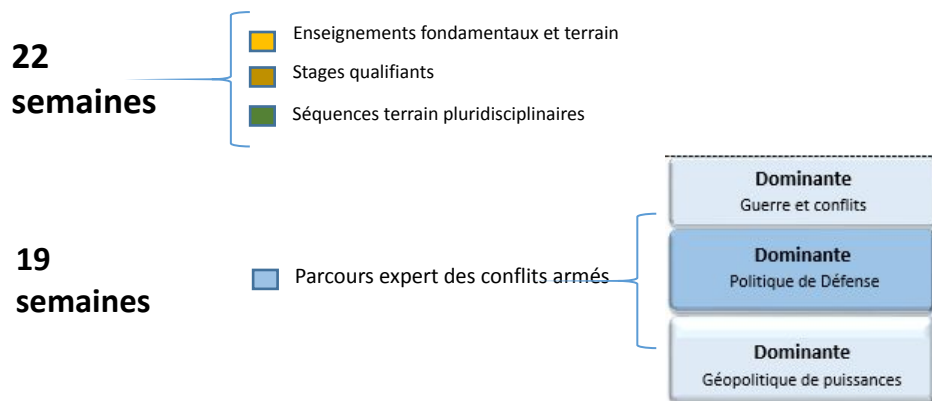 22
semaines
Enseignements fondamentaux et terrain
Stages qualifiants
Séquences terrain pluridisciplinaires
19
semaines
Parcours expert des conflits armés
Dominante
Guerre et conflits
Dominante
Politique de Défense
Dominante
Géopolitique de puissances